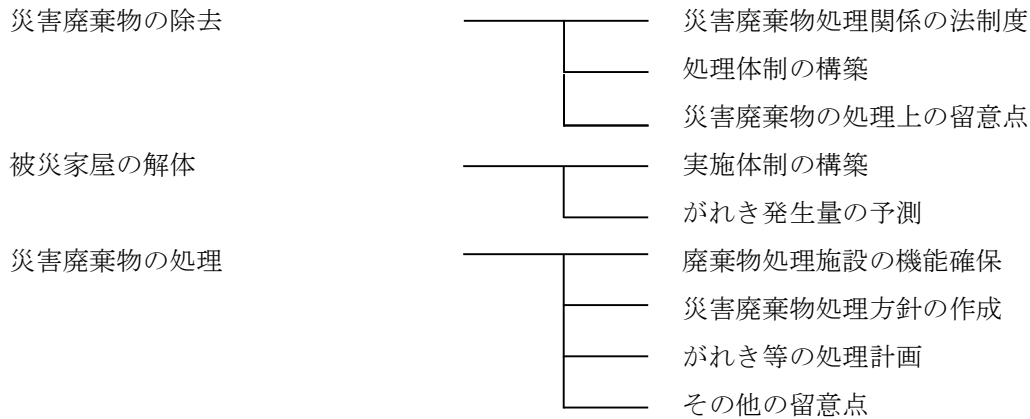 災害廃棄物の除去 災害廃棄物処理関係の法制度
処理体制の構築
災害廃棄物の処理上の留意点
被災家屋の解体 実施体制の構築
がれき発生量の予測
災害廃棄物の処理 廃棄物処理施設の機能確保
災害廃棄物処理方針の作成
がれき等の処理計画
その他の留意点